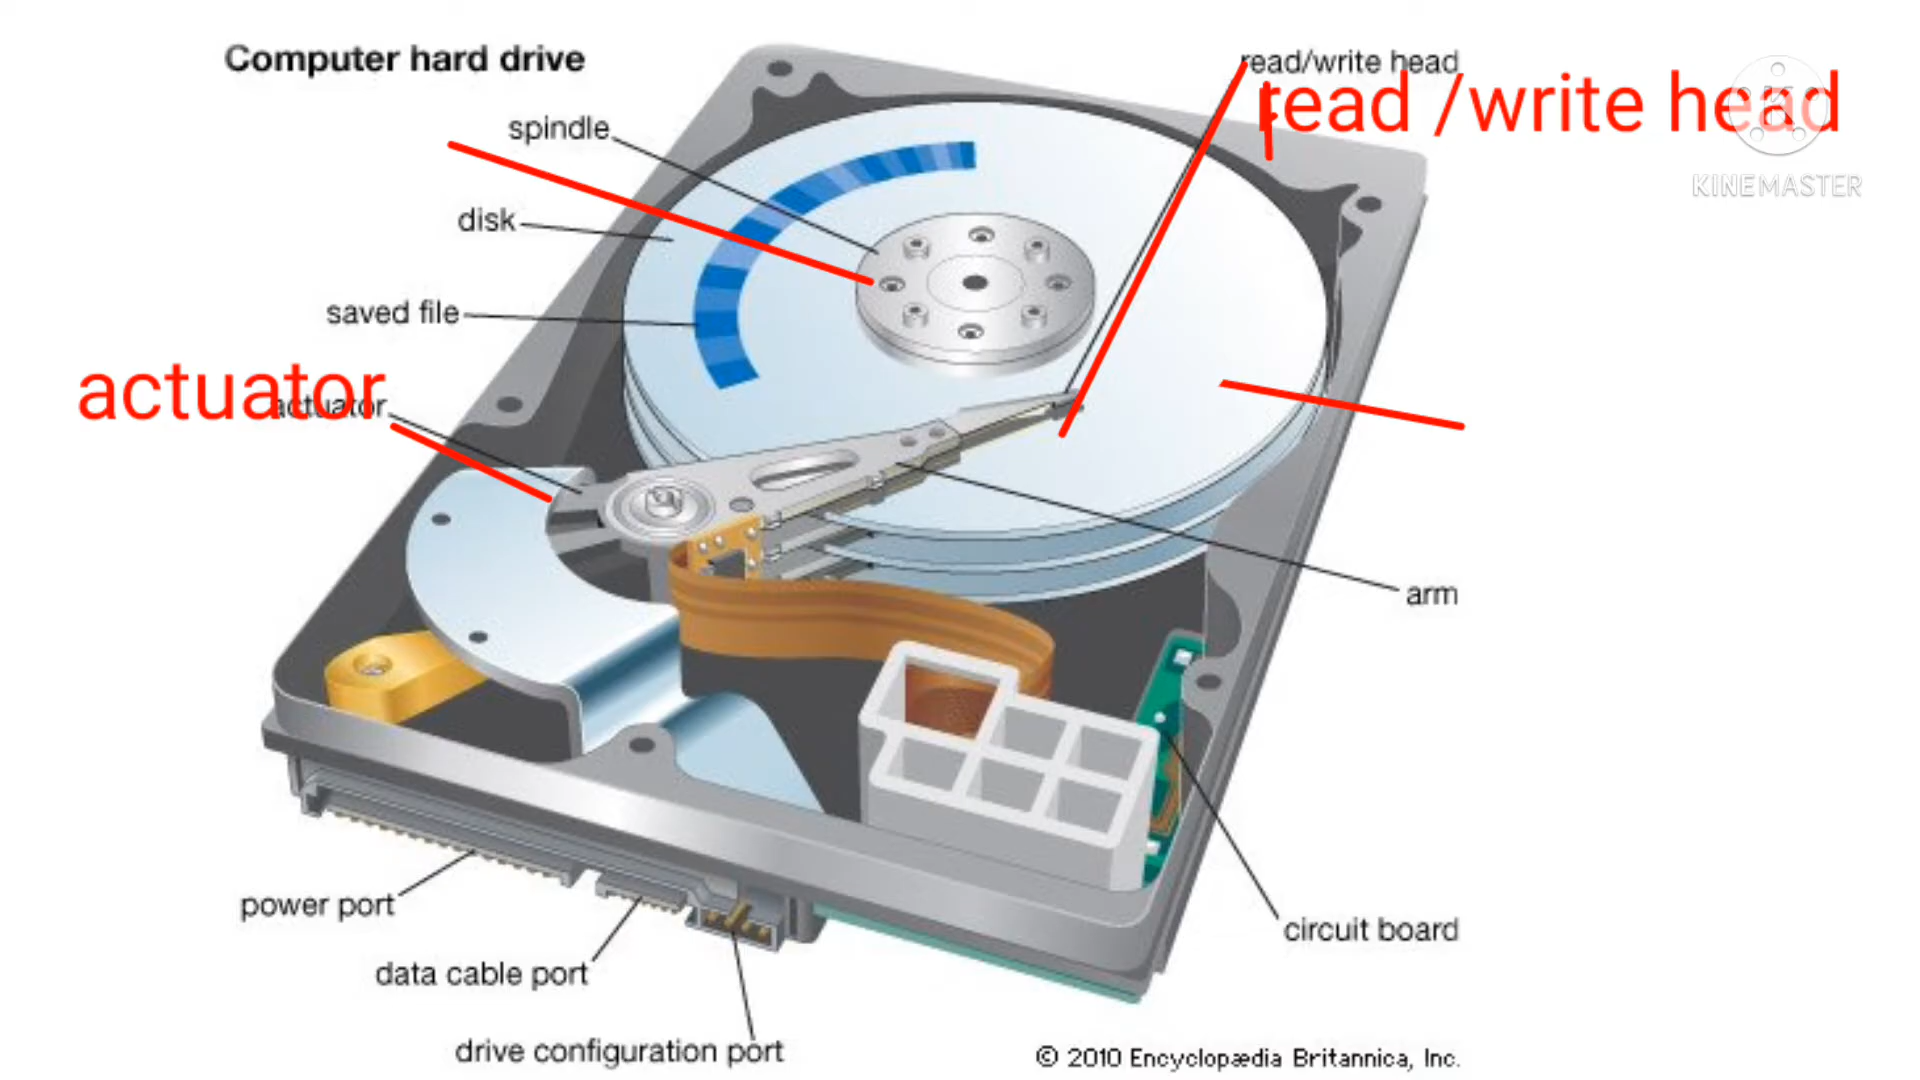 Computer hard drive
read/write head
read /write head
KINEMASTER
spindle
disk
saved file
actuator
actuator
arm
power port
circuit board
data cable port
drive configuration port
© 2010 Encyclopædia Britannica, Inc.